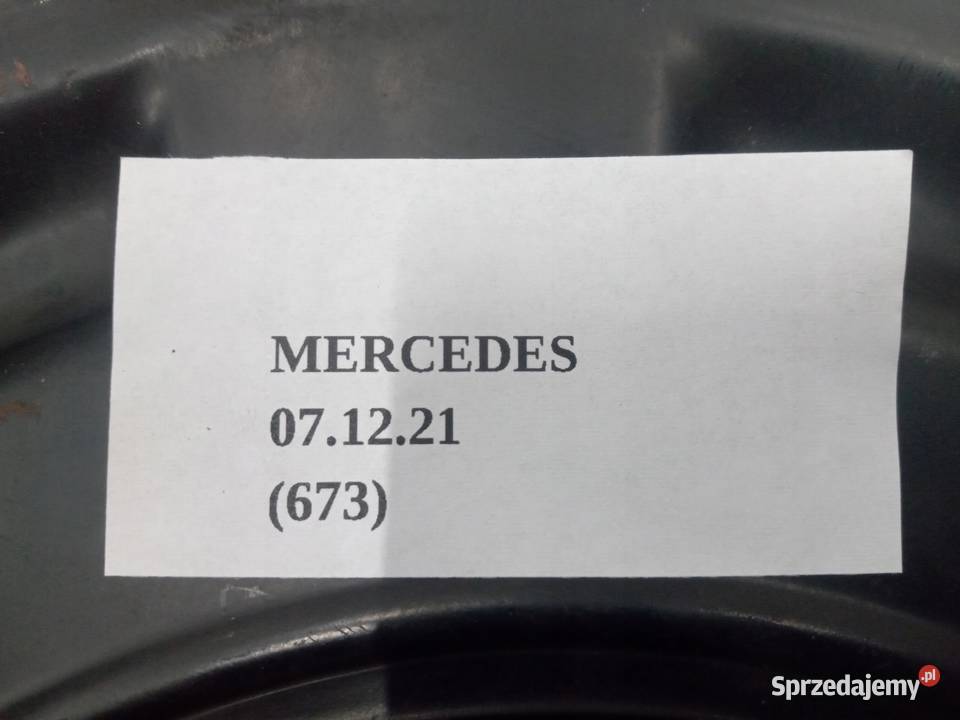 MERCEDES
07.12.21
(673)
Sprzedajemy.pl